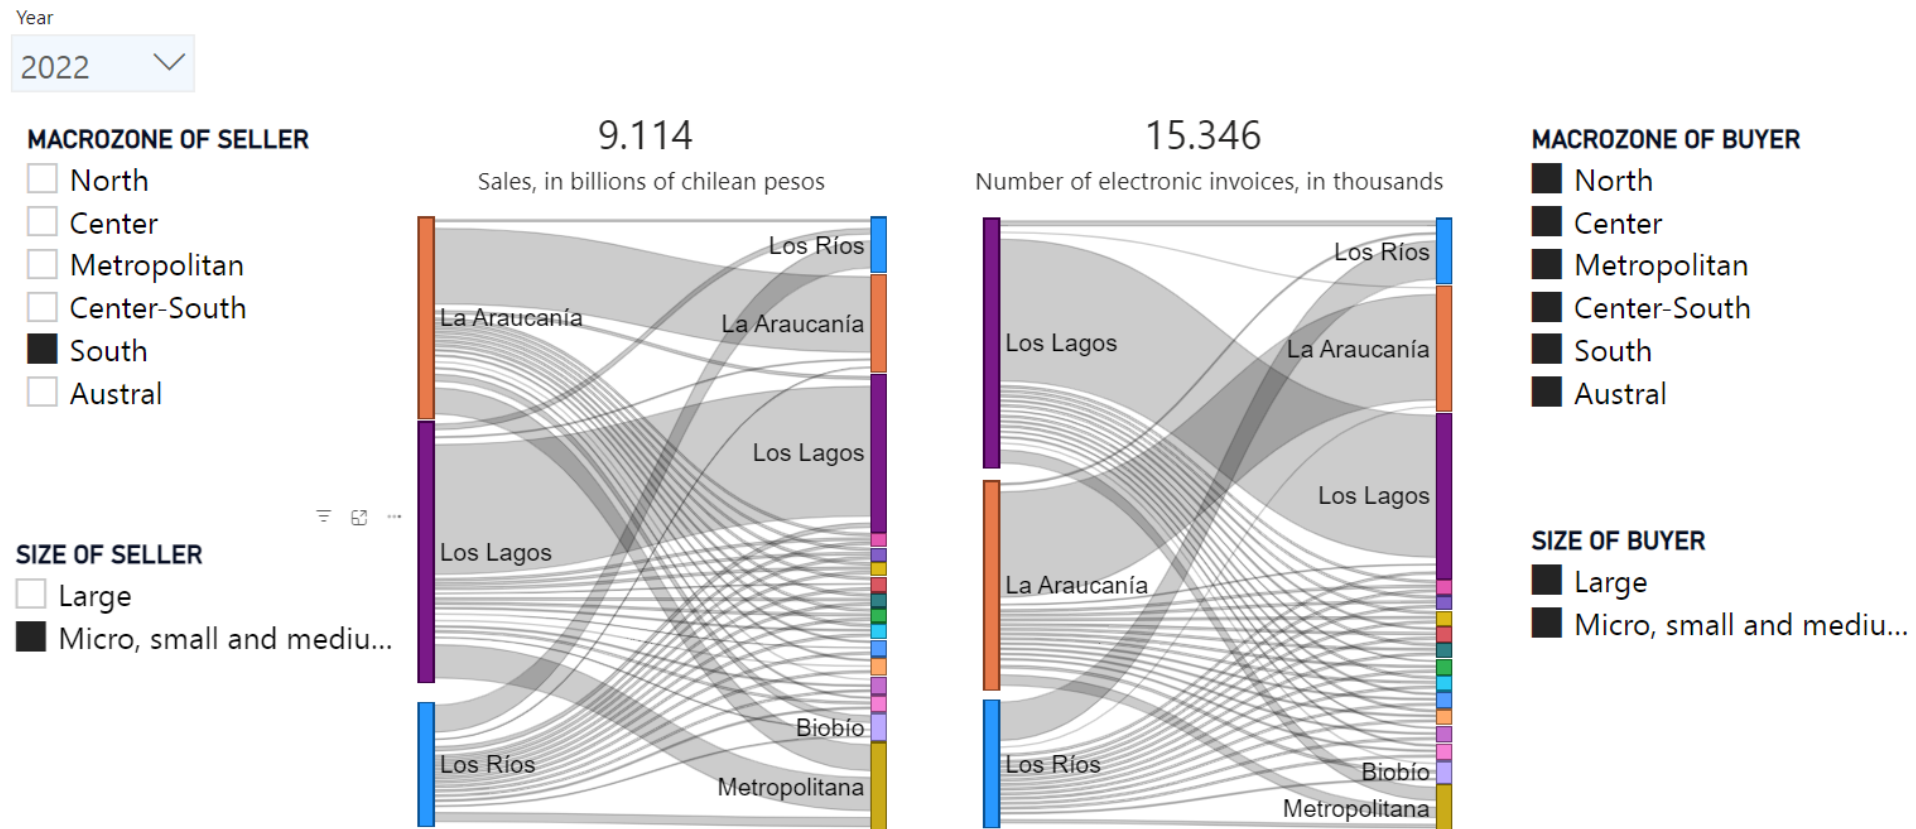 Year
2022
MACROZONE OF SELLER
North
Center
Metropolitan
Center-South
South
Austral
SIZE OF SELLER
Large
Micro, small and mediu...
9.114
Sales, in billions of chilean pesos
La Araucanía
Los Lagos
Los Ríos
Los Ríos
La Araucanía
Los Lagos
Biobío
Metropolitana
15.346
Number of electronic invoices, in thousands
Los Lagos
La Araucanía
Los Ríos
Los Ríos
La Araucanía
Los Lagos
Biobío
Metropolitana
MACROZONE OF BUYER
North
Center
Metropolitan
Center-South
South
Austral
SIZE OF BUYER
Large
Micro, small and mediu...